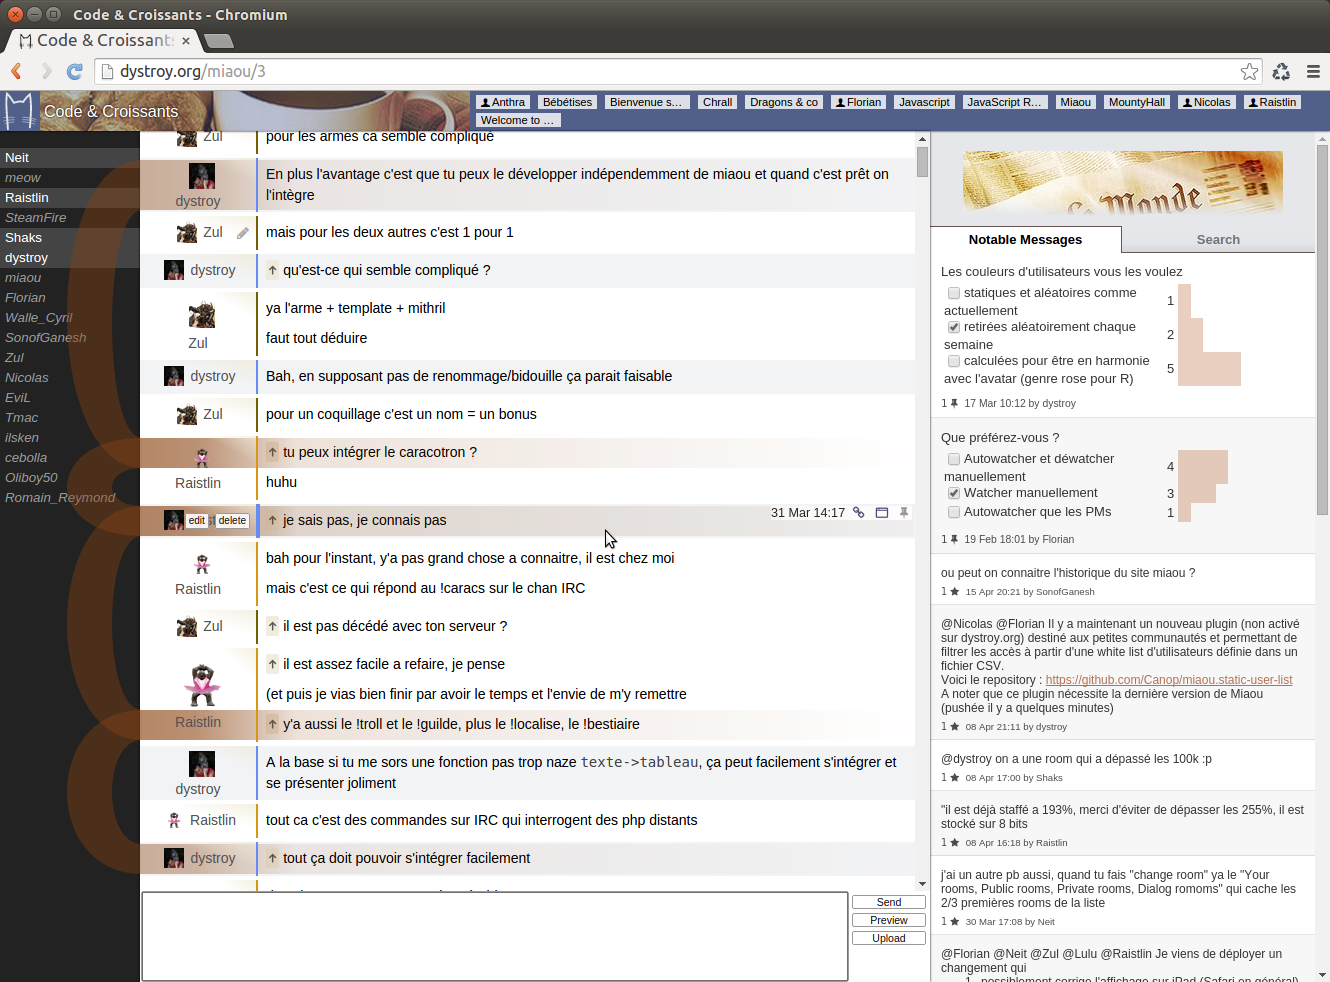 Code & Croissants - Chromium
Code & Croissants
dystroy.org/miaou/3
Code & Croissants
Anthra
Bébétises
Bienvenue s...
Chrall
Dragons & co
Florian
Javascript
JavaScript R...
Miaou
MountyHall
Nicolas
Raistlin
Welcome to ...
Neit
meow
Raistlin
SteamFire
Shaks
dystroy
miaou
Florian
Walle_Cyril
SonofGanesh
Zul
Nicolas
EviL
Tmac
ilsken
cebolla
Oliboy50
Romain_Reymond
Zul
pour les armes ca semble compliqué
dystroy
En plus l'avantage c'est que tu peux le développer indépendemment de miaou et quand c'est prêt on
l'intègre
Zul
mais pour les deux autres c'est 1 pour 1
dystroy
qu'est-ce qui semble compliqué ?
Zul
ya l'arme + template + mithril
faut tout déduire
dystroy
Bah, en supposant pas de renommage/bidouille ça parait faisable
Zul
pour un coquillage c'est un nom = un bonus
Raistlin
tu peux intégrer le caracotron ?
huhu
edit
delete
je sais pas, je connais pas
31 Mar 14:17
Raistlin
bah pour l'instant, y'a pas grand chose a connaitre, il est chez moi
mais c'est ce qui répond au !caracs sur le chan IRC
Zul
il est pas décédé avec ton serveur ?
Raistlin
il est assez facile a refaire, je pense
(et puis je vias bien finir par avoir le temps et l'envie de m'y remettre
y'a aussi le !troll et le !guilde, plus le !localise, le !bestiaire
dystroy
A la base si tu me sors une fonction pas trop naze texte->tableau, ça peut facilement s'intégrer et
se présenter joliment
Raistlin
tout ca c'est des commandes sur IRC qui interrogent des php distants
dystroy
tout ça doit pouvoir s'intégrer facilement
Send
Preview
Upload
Le Monde
Notable Messages
Search
Les couleurs d'utilisateurs vous les voulez
statiques et aléatoires comme
actuellement
1
retirées aléatoirement chaque
semaine
2
calculées pour être en harmonie
avec l'avatar (genre rose pour R)
5
1 17 Mar 10:12 by dystroy
Que préférez-vous ?
Autowatcher et déwatcher
manuellement
4
Watcher manuellement
3
Autowatcher que les PMs
1
1 19 Feb 18:01 by Florian
ou peut on connaitre l'historique du site miaou ?
1 15 Apr 20:21 by SonofGanesh
@Nicolas @Florian Il y a maintenant un nouveau plugin (non activé
sur dystroy.org) destiné aux petites communautés et permettant de
filtrer les accès à partir d'une white list d'utilisateurs définie dans un
fichier CSV.
Voici le repository : https://github.com/Canop/miaou.static-user-list
A noter que ce plugin nécessite la dernière version de Miaou
(pushée il y a quelques minutes)
1 08 Apr 21:11 by dystroy
@dystroy on a une room qui a dépassé les 100k :p
1 08 Apr 17:00 by Shaks
"il est déjà staffé a 193%, merci d'éviter de dépasser les 255%, il est
stocké sur 8 bits
1 08 Apr 16:18 by Raistlin
j'ai un autre pb aussi, quand tu fais "change room" ya le "Your
rooms, Public rooms, Private rooms, Dialog romoms" qui cache les
2/3 premières rooms de la liste
1 30 Mar 17:08 by Neit
@Florian @Neit @Zul @Lulu @Raistlin Je viens de déployer un
changement qui
1. possiblement corrige l'affichage sur iPad (Safari en général)